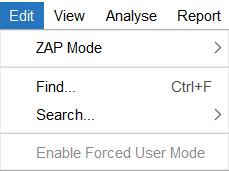 Edit View Analyse Report
ZAP Mode
Find... Ctrl+F
Search...
Enable Forced User Mode